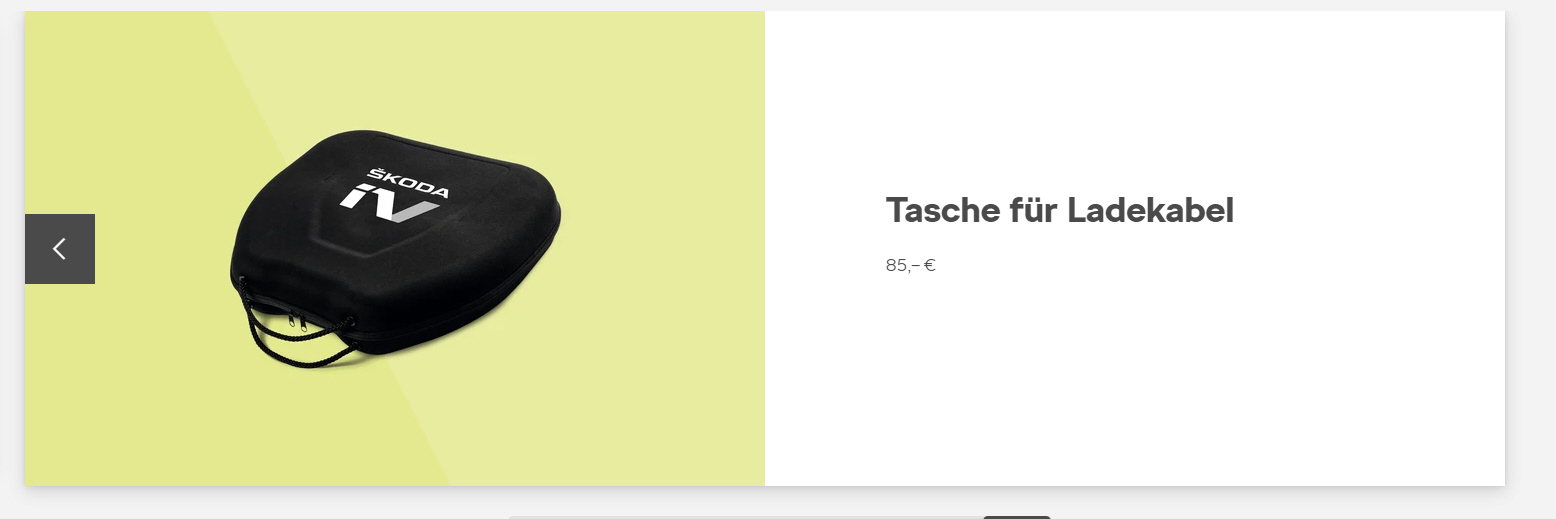 ŠKODA
iV
Tasche für Ladekabel
85,– €